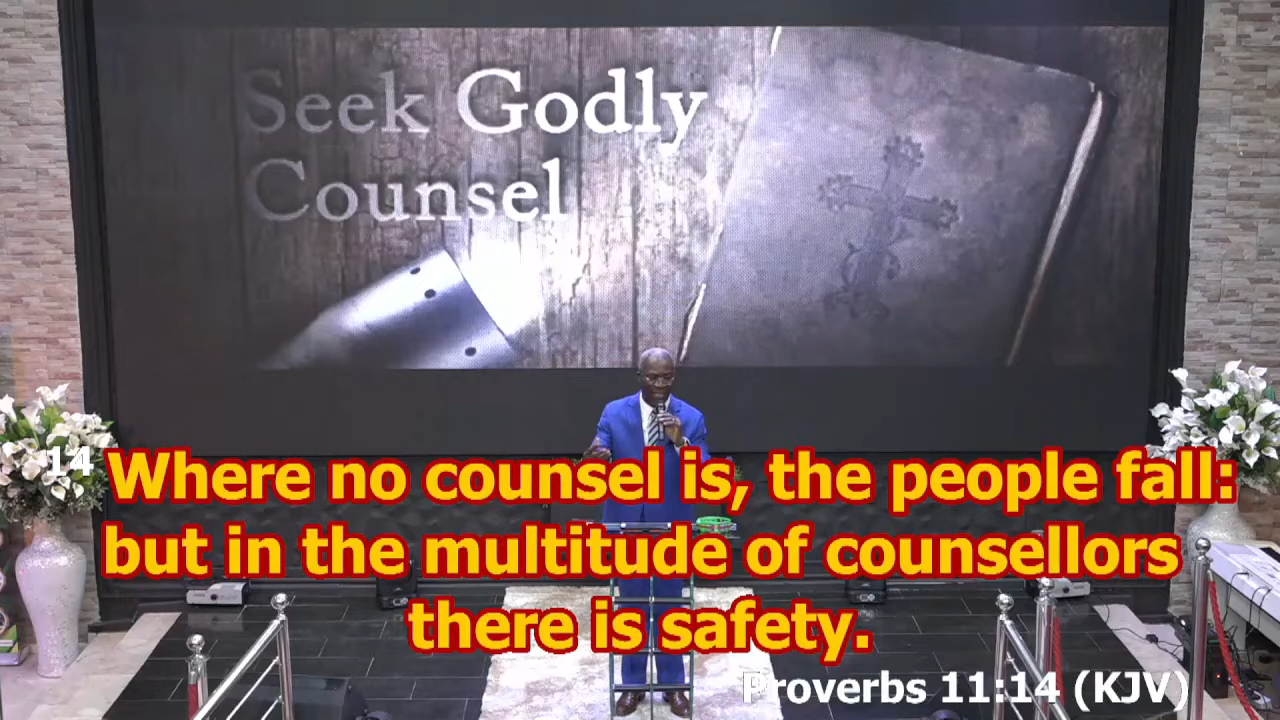 Seek Godly
Counsel
14 Where no counsel is, the people fall:
but in the multitude of counsellors
there is safety.
Proverbs 11:14 (KJV)